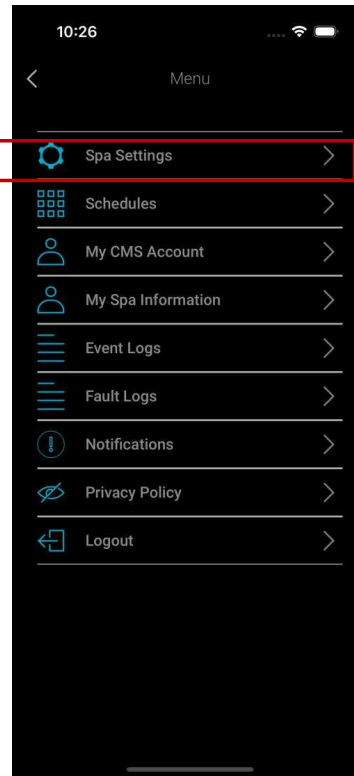 10:26
Menu
Spa Settings
Schedules
My CMS Account
My Spa Information
Event Logs
Fault Logs
Notifications
Privacy Policy
Logout